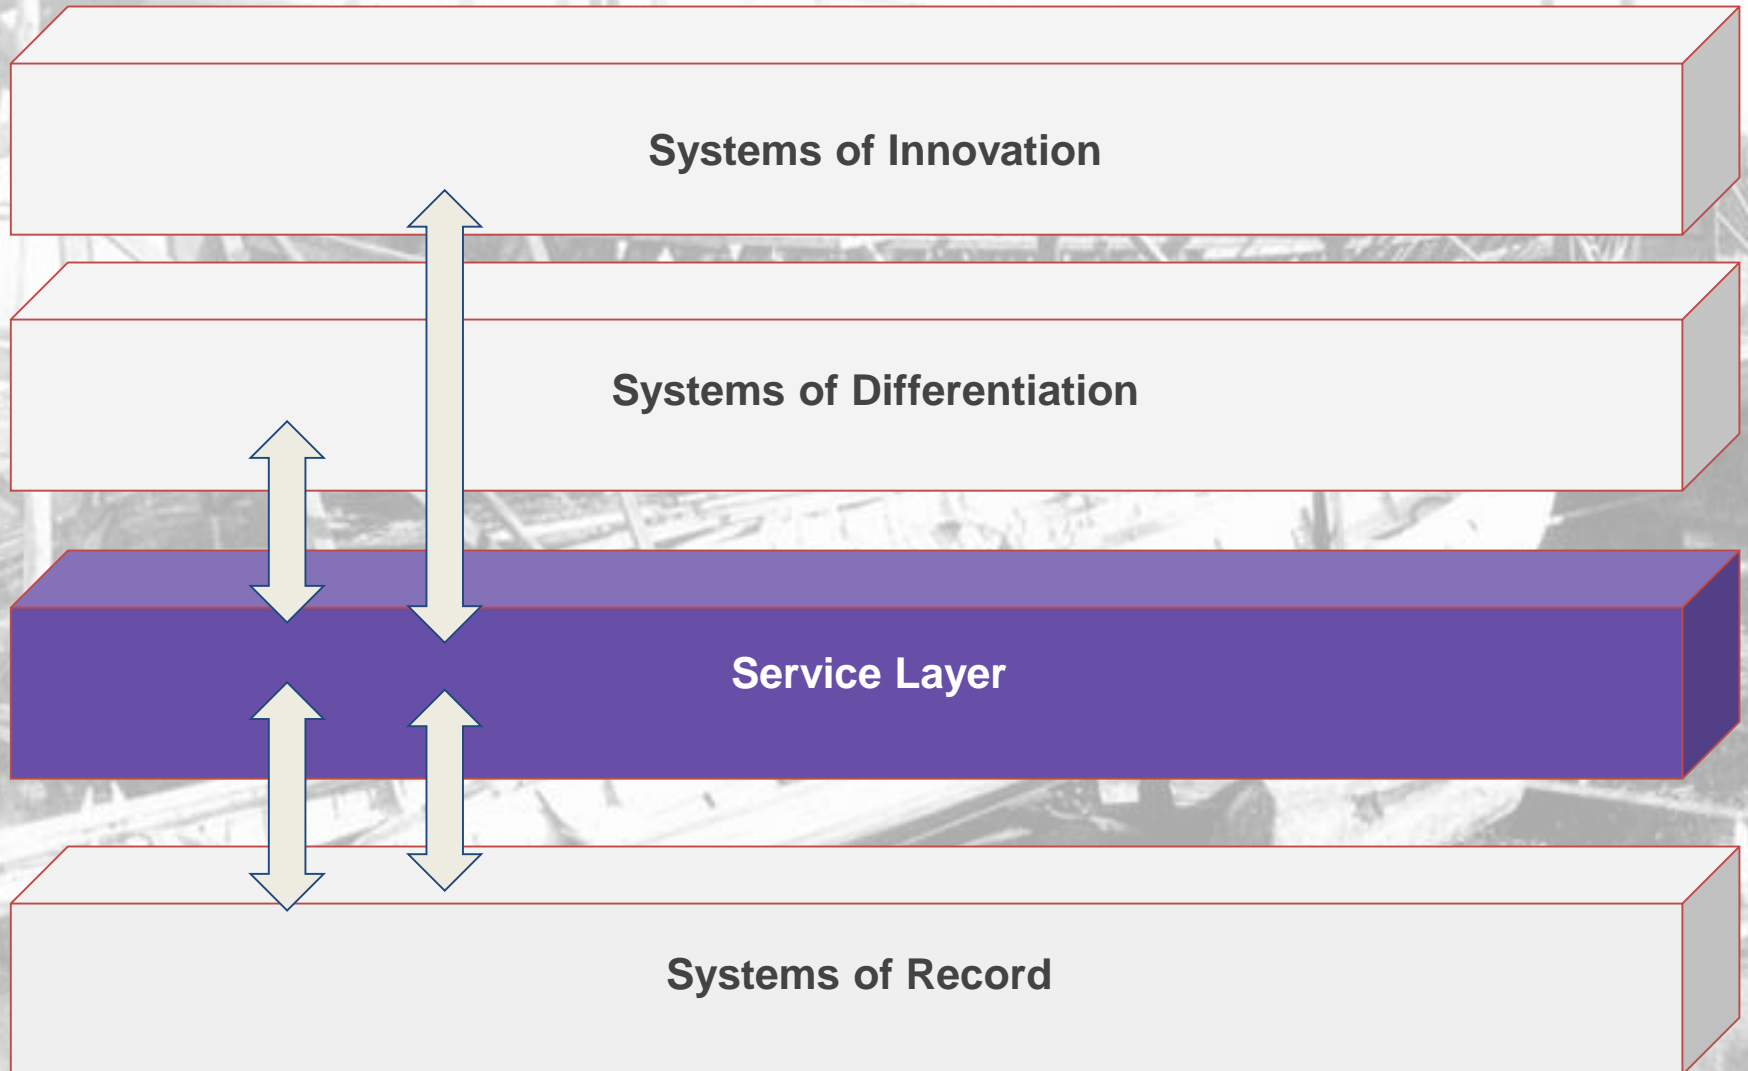 Systems of Innovation
Systems of Differentiation
Service Layer
Systems of Record